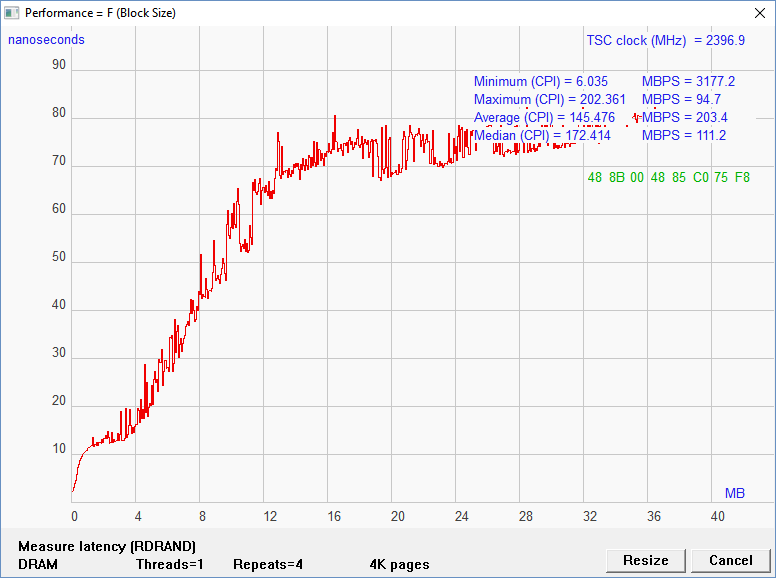 Performance = F (Block Size)
nanoseconds
TSC clock (MHz) = 2396.9
90
Minimum (CPI) = 6.035 MBPS = 3177.2
Maximum (CPI) = 202.361 MBPS = 94.7
80
Average (CPI) = 145.476 MBPS = 203.4
Median (CPI) = 172.414 MBPS = 111.2
70
48 8B 00 48 85 C0 75 F8
60
50
40
30
20
10
MB
0 4 8 12 16 20 24 28 32 36 40
Measure latency (RDRAND)
DRAM Threads=1 Repeats=4 4K pages
Resize Cancel